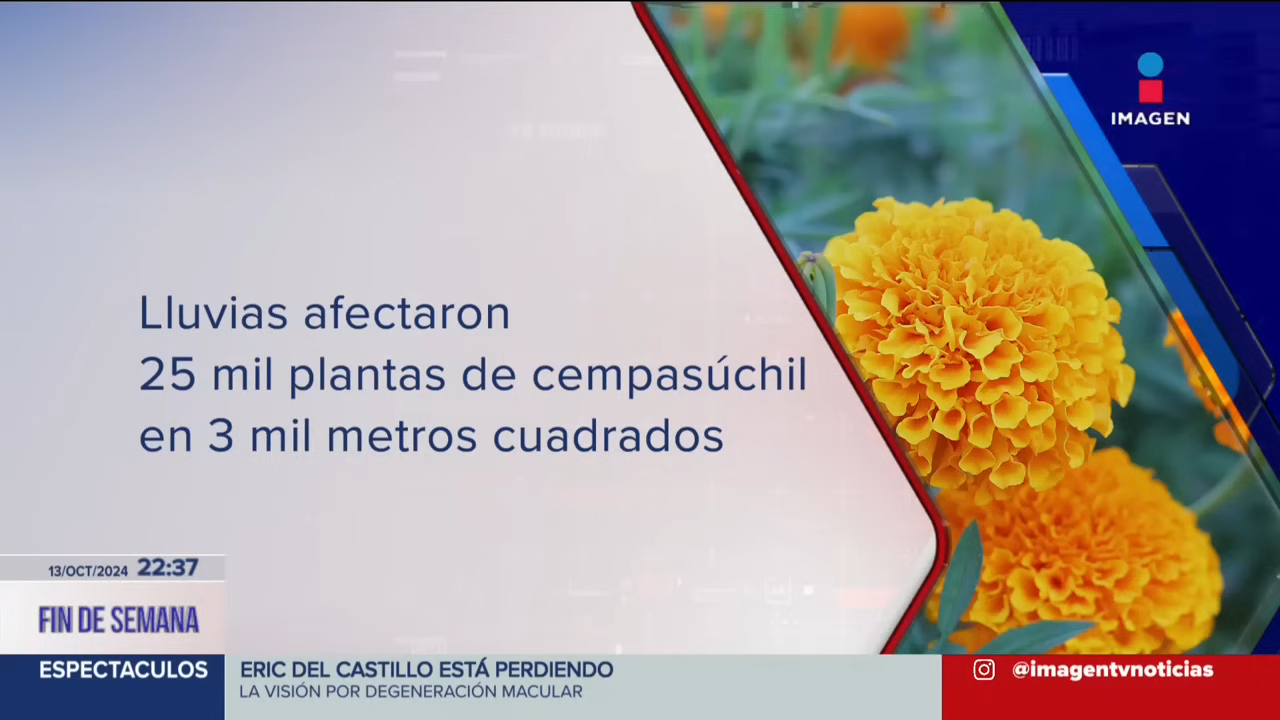 IMAGEN
Lluvias afectaron
25 mil plantas de cempasúchil
en 3 mil metros cuadrados
13/OCT/2024 22:37
FIN DE SEMANA
ESPECTACULOS
ERIC DEL CASTILLO ESTÁ PERDIENDO
LA VISIÓN POR DEGENERACIÓN MACULAR
@imagentvnoticias